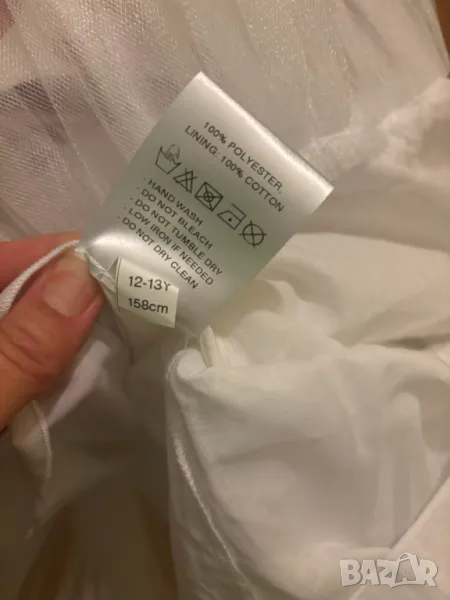 100% POLYESTER,
LINING: 100% COTTON
· HAND WASH
· DO NOT BLEACH
· DO NOT TUMBLE DRY
· LOW IRON IF NEEDED
· DO NOT DRY CLEAN
12-13Y
158cm
BAZAR